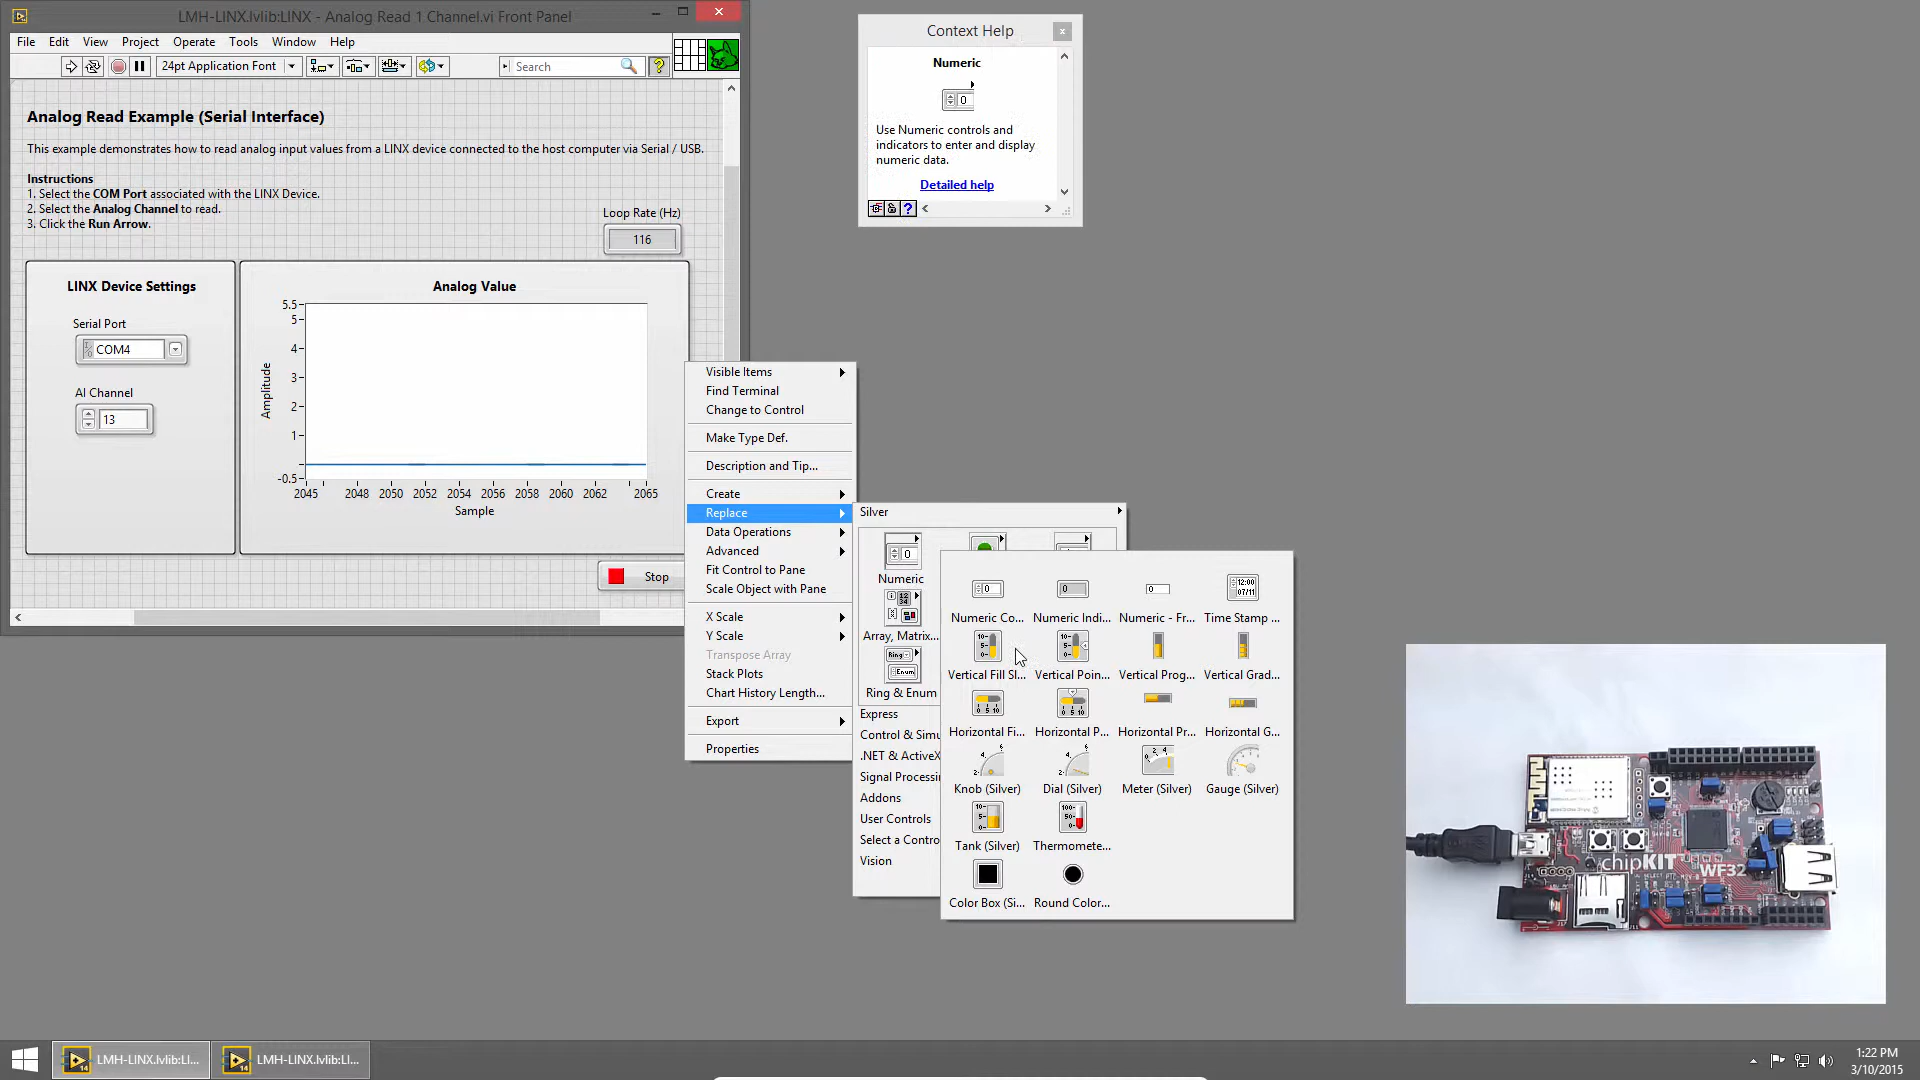 LMH-LINX.lvlib:LINX - Analog Read 1 Channel.vi Front Panel
File Edit View Project Operate Tools Window Help
24pt Application Font
Search
Analog Read Example (Serial Interface)
This example demonstrates how to read analog input values from a LINX device connected to the host computer via Serial / USB.
Instructions
1. Select the COM Port associated with the LINX Device.
2. Select the Analog Channel to read.
3. Click the Run Arrow.
Loop Rate (Hz)
116
LINX Device Settings
Serial Port
COM4
AI Channel
13
Analog Value
5.5
5
4
3
2
1
-0.5
Amplitude
2045 2048 2050 2052 2054 2056 2058 2060 2062 2065
Sample
Stop
Context Help
Numeric
0
Use Numeric controls and
indicators to enter and display
numeric data.
Detailed help
Visible Items
Find Terminal
Change to Control
Make Type Def.
Description and Tip...
Create
Replace
Data Operations
Advanced
Fit Control to Pane
Scale Object with Pane
X Scale
Y Scale
Transpose Array
Stack Plots
Chart History Length...
Export
Properties
Silver
Numeric
Array, Matrix...
Ring & Enum
Express
Control & Simu
.NET & ActiveX
Signal Processi
Addons
User Controls
Select a Contro
Vision
Numeric Co... Numeric Indi... Numeric - Fr... Time Stamp ...
Vertical Fill Sl... Vertical Poin... Vertical Prog... Vertical Grad...
Horizontal Fi... Horizontal P... Horizontal Pr... Horizontal G...
Knob (Silver) Dial (Silver) Meter (Silver) Gauge (Silver)
Tank (Silver) Thermomete...
Color Box (Si... Round Color...
chipKIT WF32
LMH-LINX.lvlib:LI... LMH-LINX.lvlib:LI...
1:22 PM
3/10/2015